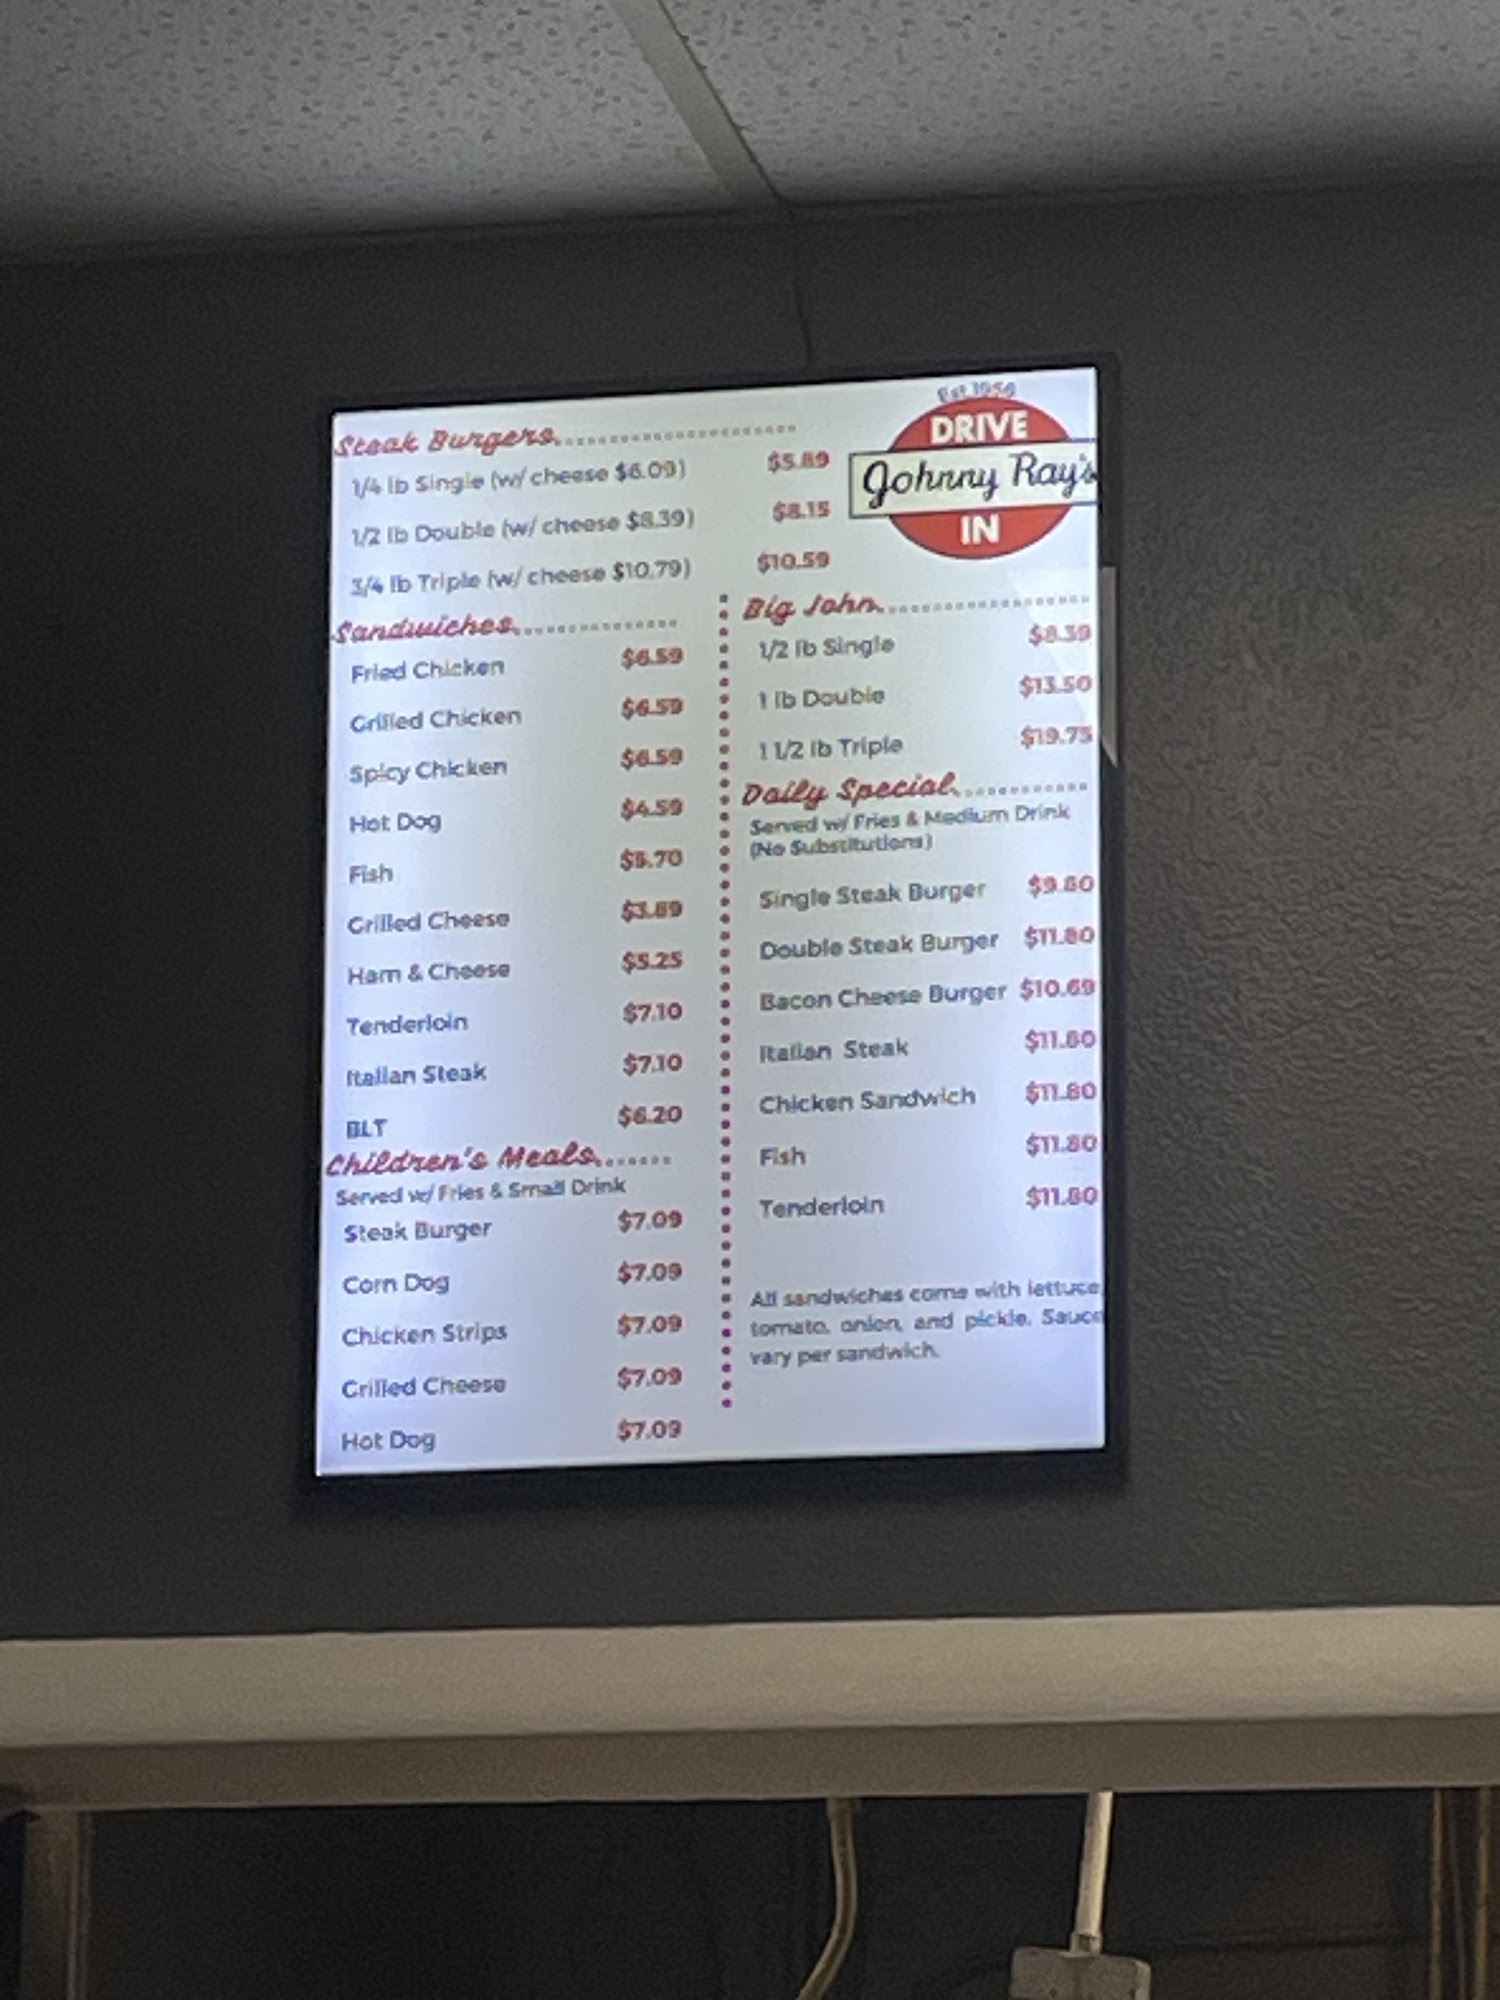 Est 1956
DRIVE
Johnny Ray's
IN
Steak Burgers
1/4 lb Single (w/ cheese $6.09) $5.89
1/2 lb Double (w/ cheese $8.39) $8.15
3/4 lb Triple (w/ cheese $10.79) $10.59
Sandwiches
Fried Chicken $6.59
Grilled Chicken $6.59
Spicy Chicken $6.59
Hot Dog $4.59
Fish $5.70
Grilled Cheese $3.89
Ham & Cheese $5.25
Tenderloin $7.10
Italian Steak $7.10
BLT $6.20
Children's Meals
Served w/ Fries & Small Drink
Steak Burger $7.09
Corn Dog $7.09
Chicken Strips $7.09
Grilled Cheese $7.09
Hot Dog $7.09
Big John
1/2 lb Single $8.39
1 lb Double $13.50
1 1/2 lb Triple $19.75
Daily Special
Served w/ Fries & Medium Drink
(No Substitutions)
Single Steak Burger $9.80
Double Steak Burger $11.80
Bacon Cheese Burger $10.69
Italian Steak $11.80
Chicken Sandwich $11.80
Fish $11.80
Tenderloin $11.80
All sandwiches come with lettuce,
tomato, onion, and pickle. Sauce
vary per sandwich.